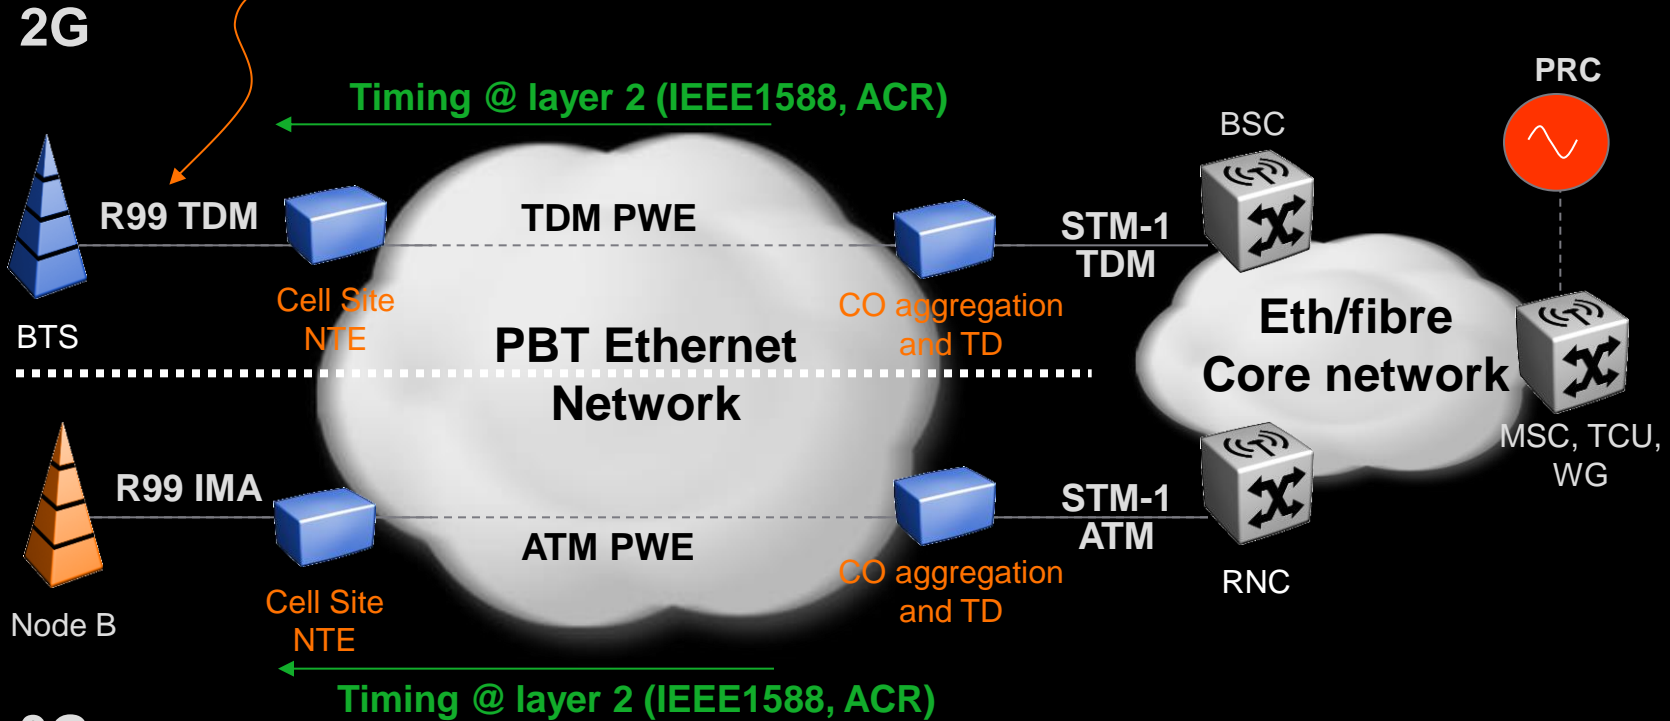 2G
Timing @ layer 2 (IEEE1588, ACR)
PRC
BSC
R99 TDM
TDM PWE
STM-1
TDM
Cell Site
NTE
CO aggregation
and TD
BTS
PBT Ethernet
Network
Eth/fibre
Core network
MSC, TCU,
WG
R99 IMA
ATM PWE
STM-1
ATM
CO aggregation
and TD
RNC
Cell Site
NTE
Node B
Timing @ layer 2 (IEEE1588, ACR)